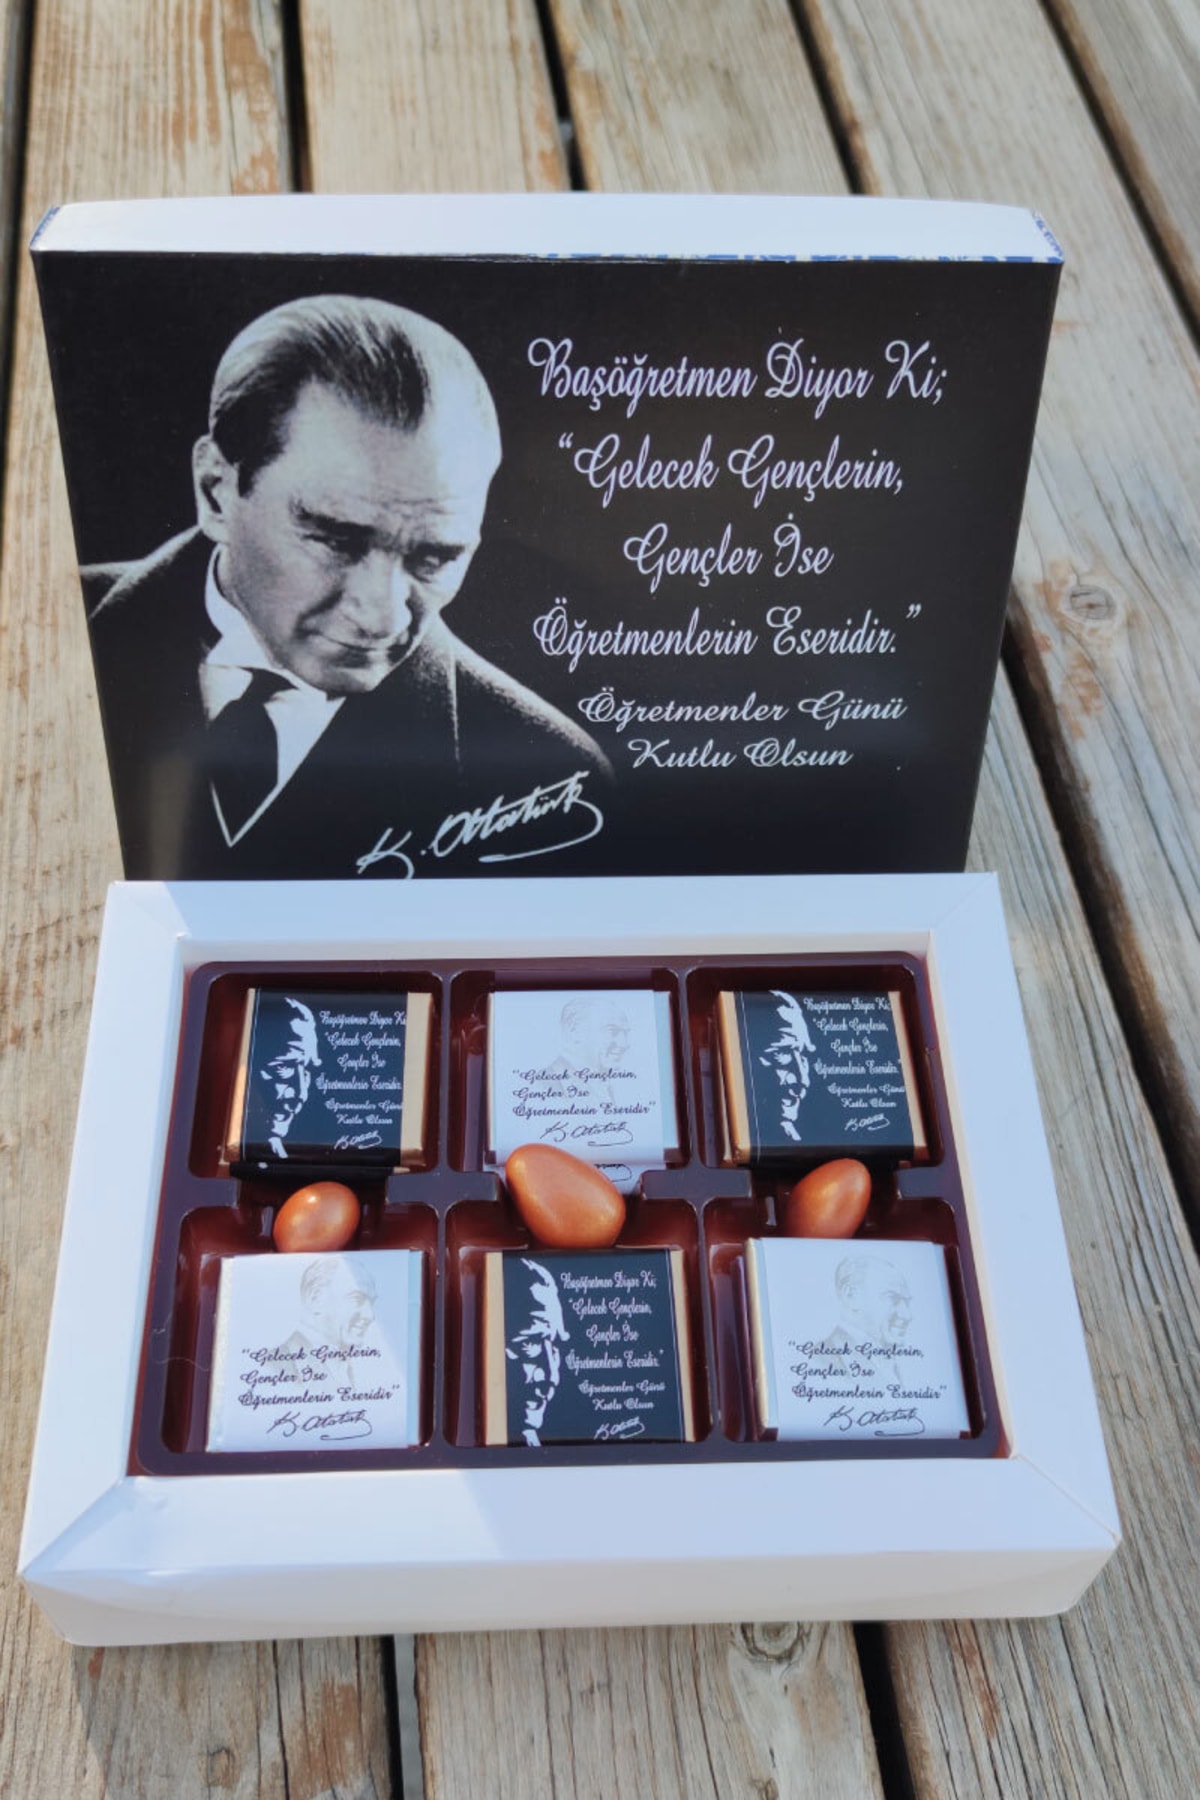 Başöğretmen Diyor Ki;
“Gelecek Gençlerin,
Gençler İse
Öğretmenlerin Eseridir.”
Öğretmenler Günü
Kutlu Olsun
K. Atatürk
Başöğretmen Diyor Ki;
“Gelecek Gençlerin,
Gençler İse
Öğretmenlerin Eseridir.”
Öğretmenler Günü
Kutlu Olsun
K. Atatürk
“Gelecek Gençlerin,
Gençler İse
Öğretmenlerin Eseridir”
K. Atatürk
Başöğretmen Diyor Ki;
“Gelecek Gençlerin,
Gençler İse
Öğretmenlerin Eseridir.”
Öğretmenler Günü
Kutlu Olsun
K. Atatürk
“Gelecek Gençlerin,
Gençler İse
Öğretmenlerin Eseridir”
K. Atatürk
Başöğretmen Diyor Ki;
“Gelecek Gençlerin,
Gençler İse
Öğretmenlerin Eseridir.”
Öğretmenler Günü
Kutlu Olsun
K. Atatürk
“Gelecek Gençlerin,
Gençler İse
Öğretmenlerin Eseridir”
K. Atatürk